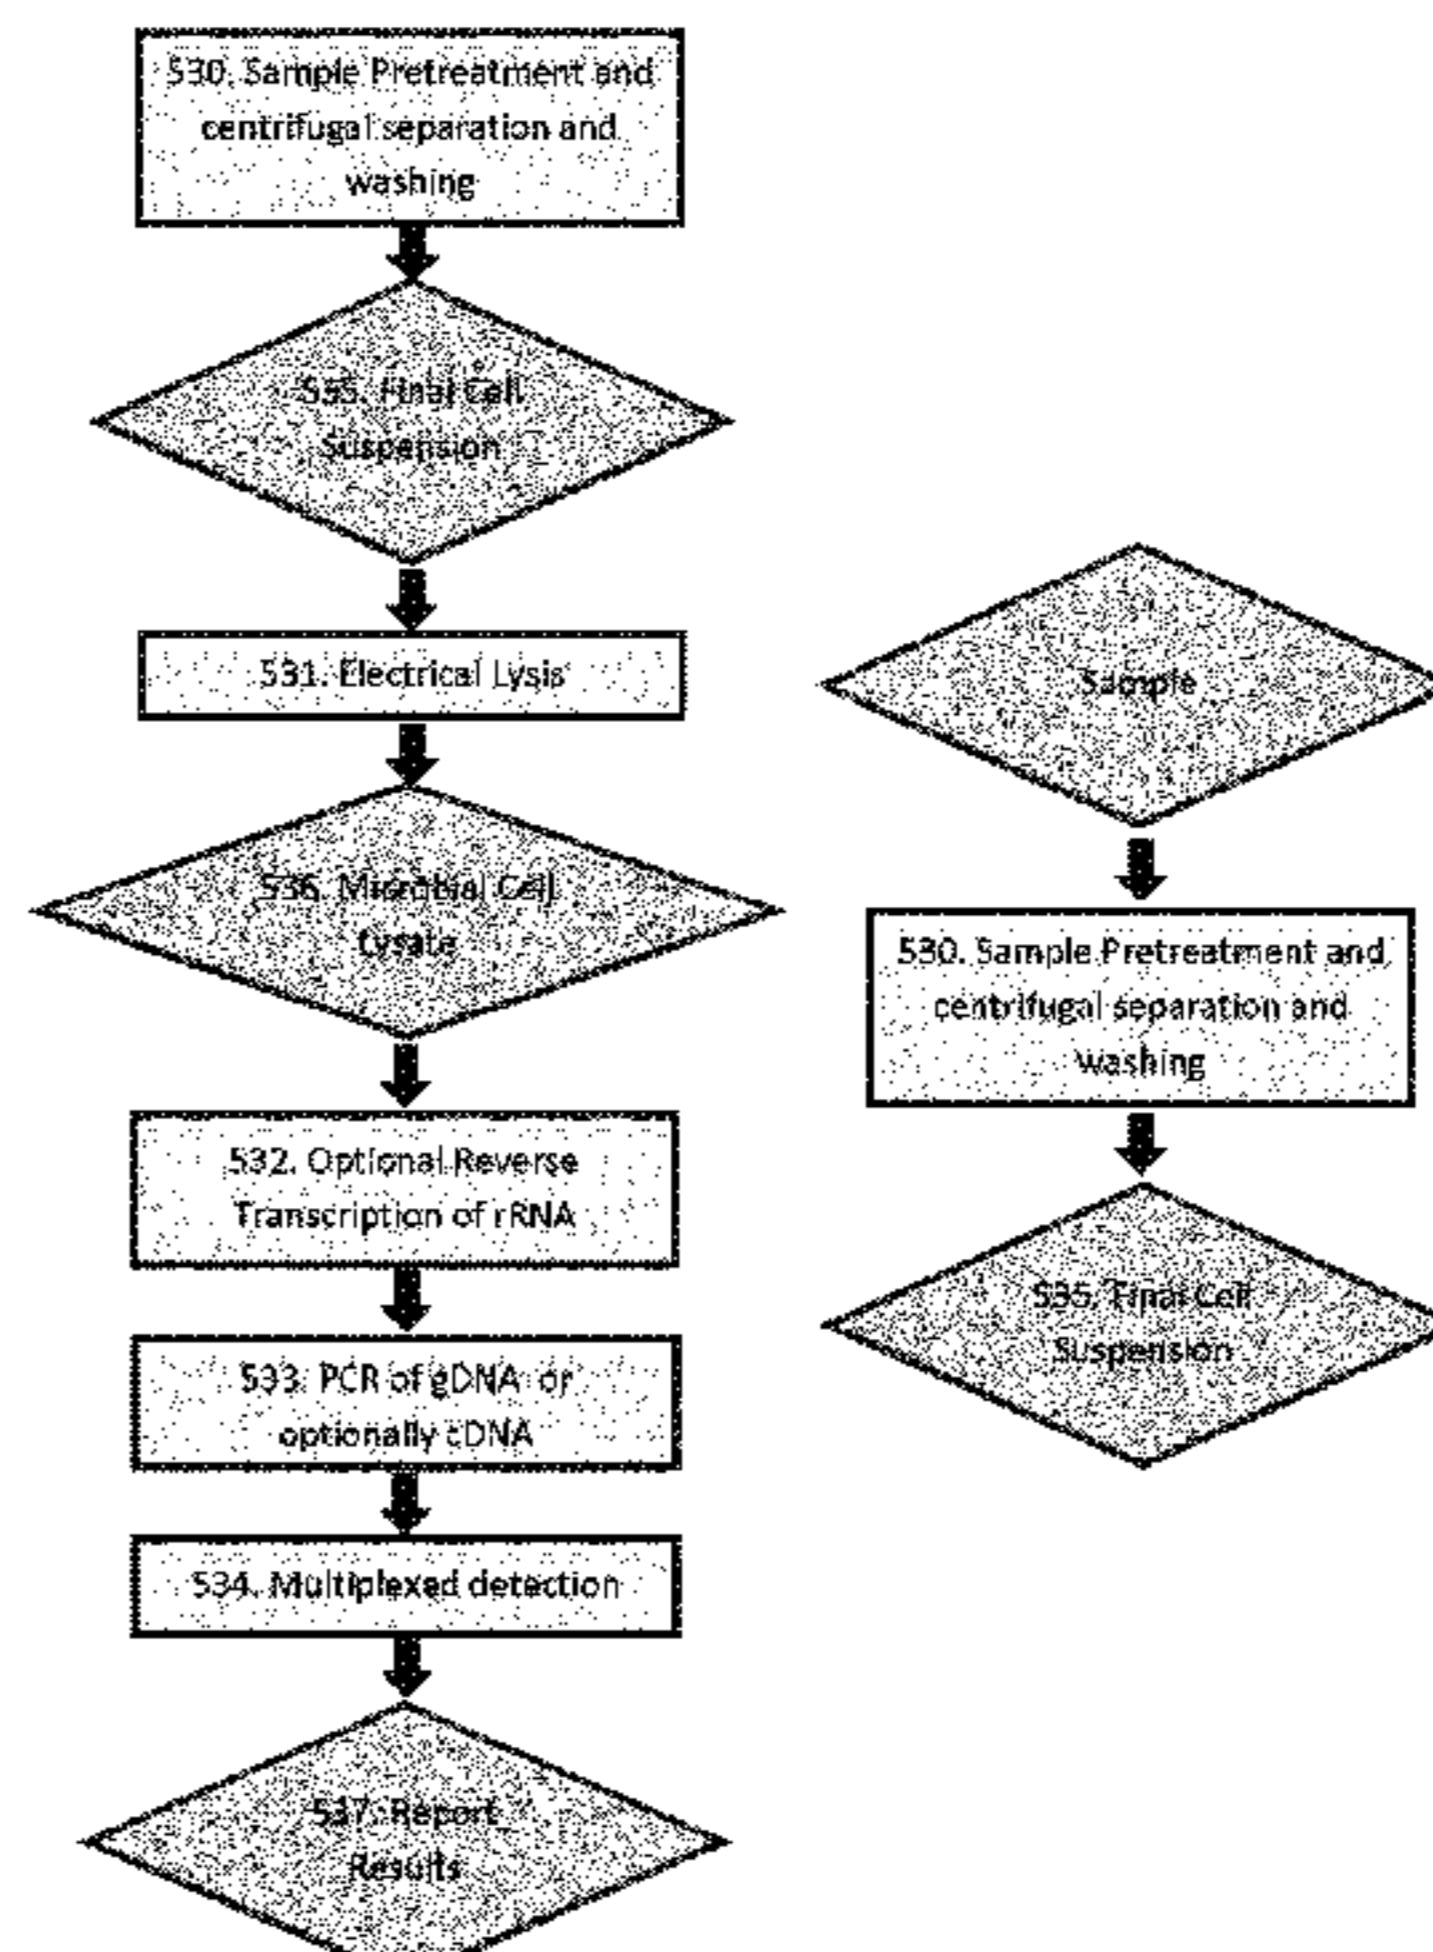 530. Sample Pretreatment and
centrifugal separation and
washing
535. Final Cell
Suspension
531. Electrical Lysis
536. Microbial Cell
Lysate
532. Optional Reverse
Transcription of rRNA
533. PCR of gDNA or
optionally cDNA
534. Multiplexed detection
537. Report
Results
Sample
530. Sample Pretreatment and
centrifugal separation and
washing
535. Final Cell
Suspension